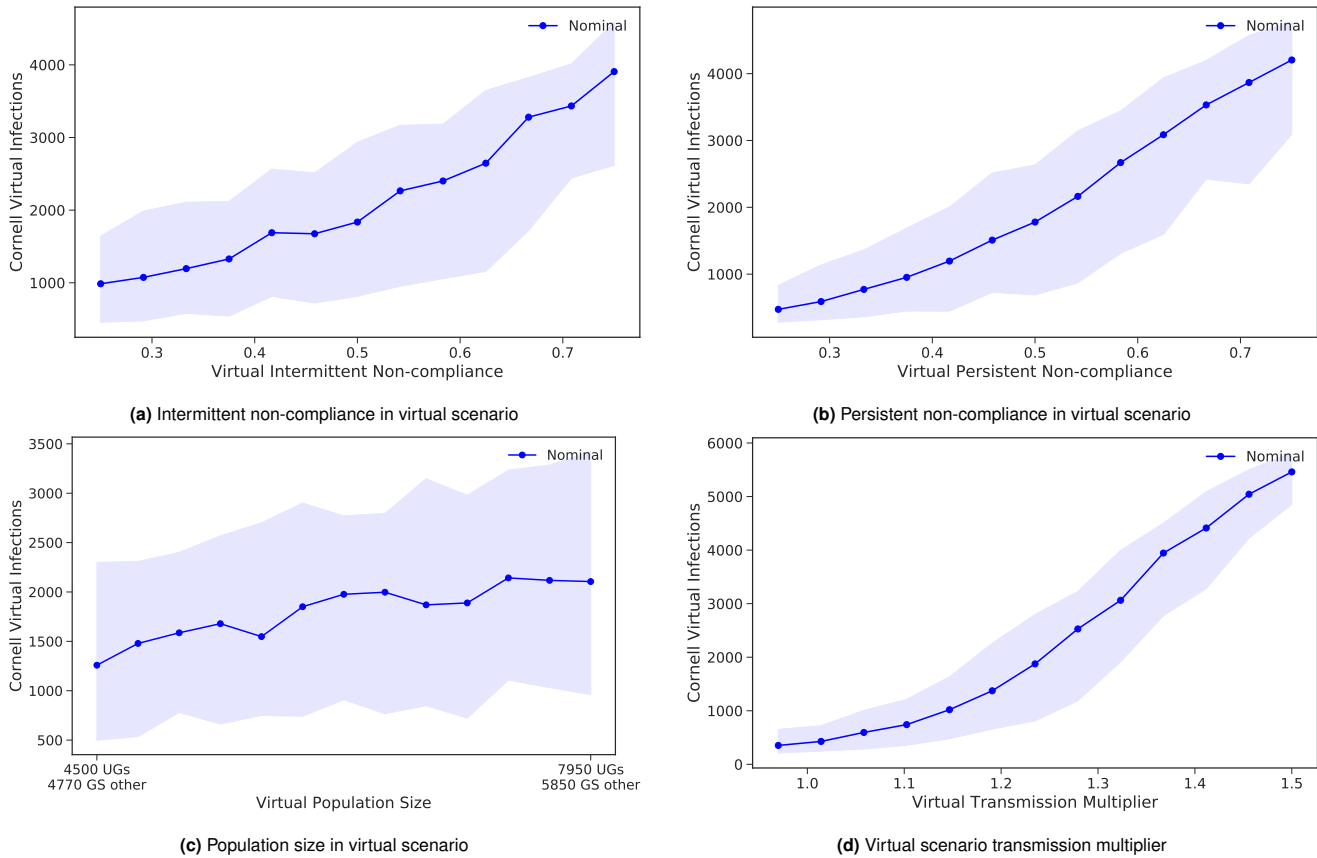 Nominal
4000
3000
2000
1000
Cornell Virtual Infections
0.3 0.4 0.5 0.6 0.7
Virtual Intermittent Non-compliance
(a) Intermittent non-compliance in virtual scenario
Nominal
4000
3000
2000
1000
Cornell Virtual Infections
0.3 0.4 0.5 0.6 0.7
Virtual Persistent Non-compliance
(b) Persistent non-compliance in virtual scenario
Nominal
3500
3000
2500
2000
1500
1000
500
Cornell Virtual Infections
4500 UGs
4770 GS other
7950 UGs
5850 GS other
Virtual Population Size
(c) Population size in virtual scenario
Nominal
6000
5000
4000
3000
2000
1000
0
Cornell Virtual Infections
1.0 1.1 1.2 1.3 1.4 1.5
Virtual Transmission Multiplier
(d) Virtual scenario transmission multiplier